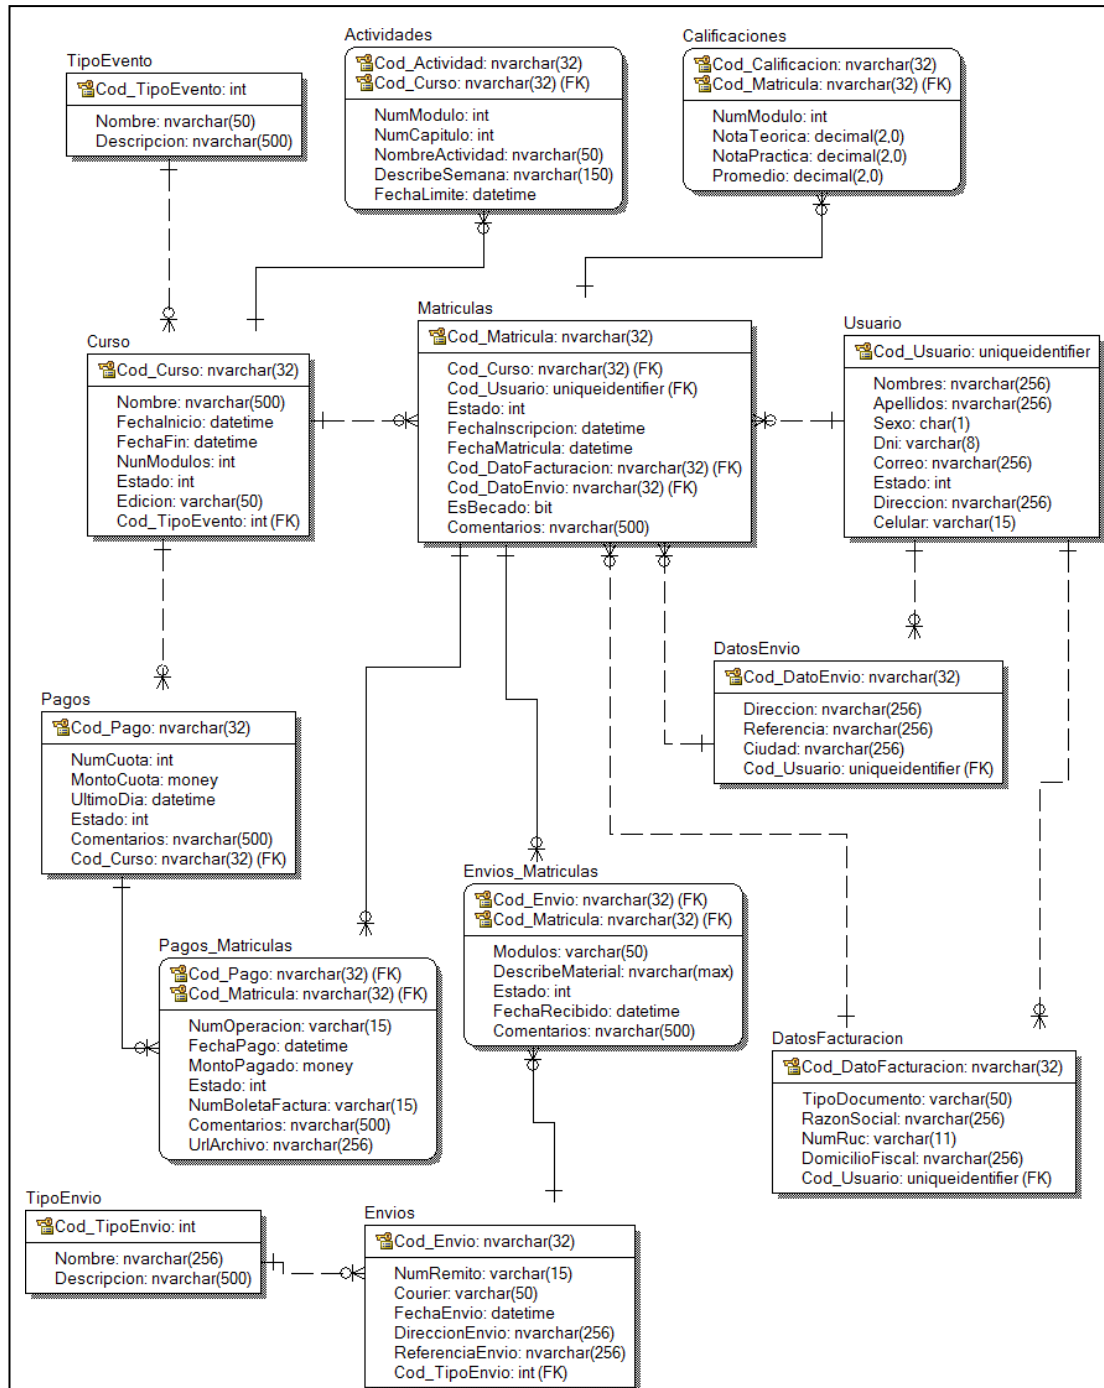 TipoEvento
Cod_TipoEvento: int
Nombre: nvarchar(50)
Descripcion: nvarchar(500)
Actividades
Cod_Actividad: nvarchar(32)
Cod_Curso: nvarchar(32) (FK)
NumModulo: int
NumCapitulo: int
NombreActividad: nvarchar(50)
DescribeSemana: nvarchar(150)
FechaLimite: datetime
Calificaciones
Cod_Calificacion: nvarchar(32)
Cod_Matricula: nvarchar(32) (FK)
NumModulo: int
NotaTeorica: decimal(2,0)
NotaPractica: decimal(2,0)
Promedio: decimal(2,0)
Curso
Cod_Curso: nvarchar(32)
Nombre: nvarchar(500)
FechaInicio: datetime
FechaFin: datetime
NunModulos: int
Estado: int
Edicion: varchar(50)
Cod_TipoEvento: int (FK)
Matriculas
Cod_Matricula: nvarchar(32)
Cod_Curso: nvarchar(32) (FK)
Cod_Usuario: uniqueidentifier (FK)
Estado: int
FechaInscripcion: datetime
FechaMatricula: datetime
Cod_DatoFacturacion: nvarchar(32) (FK)
Cod_DatoEnvio: nvarchar(32) (FK)
EsBecado: bit
Comentarios: nvarchar(500)
Usuario
Cod_Usuario: uniqueidentifier
Nombres: nvarchar(256)
Apellidos: nvarchar(256)
Sexo: char(1)
Dni: varchar(8)
Correo: nvarchar(256)
Estado: int
Direccion: nvarchar(256)
Celular: varchar(15)
DatosEnvio
Cod_DatoEnvio: nvarchar(32)
Direccion: nvarchar(256)
Referencia: nvarchar(256)
Ciudad: nvarchar(256)
Cod_Usuario: uniqueidentifier (FK)
Pagos
Cod_Pago: nvarchar(32)
NumCuota: int
MontoCuota: money
UltimoDia: datetime
Estado: int
Comentarios: nvarchar(500)
Cod_Curso: nvarchar(32) (FK)
Envios_Matriculas
Cod_Envio: nvarchar(32) (FK)
Cod_Matricula: nvarchar(32) (FK)
Modulos: varchar(50)
DescribeMaterial: nvarchar(max)
Estado: int
FechaRecibido: datetime
Comentarios: nvarchar(500)
Pagos_Matriculas
Cod_Pago: nvarchar(32) (FK)
Cod_Matricula: nvarchar(32) (FK)
NumOperacion: varchar(15)
FechaPago: datetime
MontoPagado: money
Estado: int
NumBoletaFactura: varchar(15)
Comentarios: nvarchar(500)
UrlArchivo: nvarchar(256)
DatosFacturacion
Cod_DatoFacturacion: nvarchar(32)
TipoDocumento: varchar(50)
RazonSocial: nvarchar(256)
NumRuc: varchar(11)
DomicilioFiscal: nvarchar(256)
Cod_Usuario: uniqueidentifier (FK)
TipoEnvio
Cod_TipoEnvio: int
Nombre: nvarchar(256)
Descripcion: nvarchar(500)
Envios
Cod_Envio: nvarchar(32)
NumRemito: varchar(15)
Courier: varchar(50)
FechaEnvio: datetime
DireccionEnvio: nvarchar(256)
ReferenciaEnvio: nvarchar(256)
Cod_TipoEnvio: int (FK)